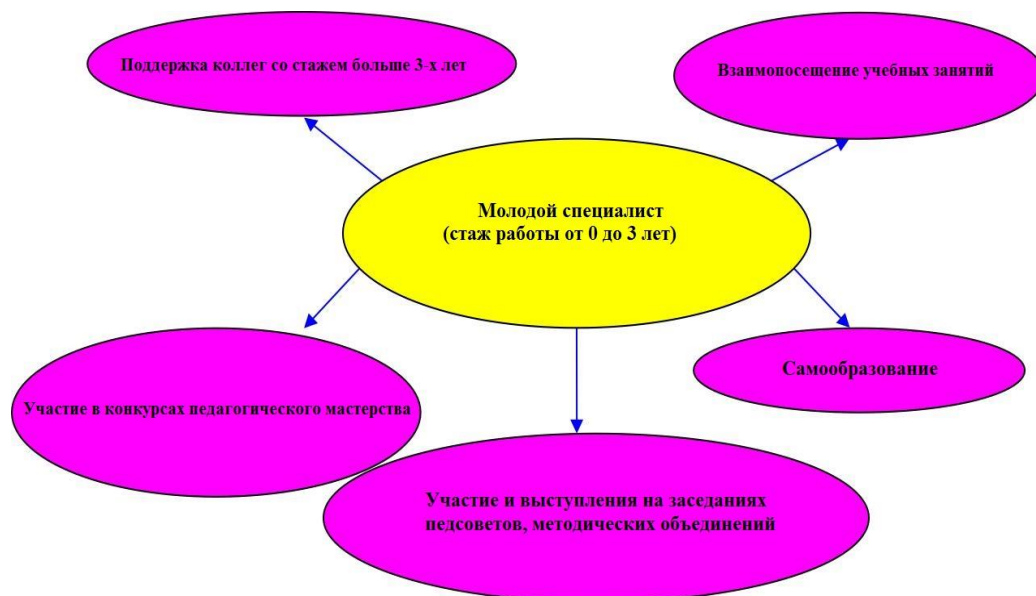 Поддержка коллег со стажем больше 3-х лет
Взаимопосещение учебных занятий
Молодой специалист
(стаж работы от 0 до 3 лет)
Самообразование
Участие в конкурсах педагогического мастерства
Участие и выступления на заседаниях
педсоветов, методических объединений